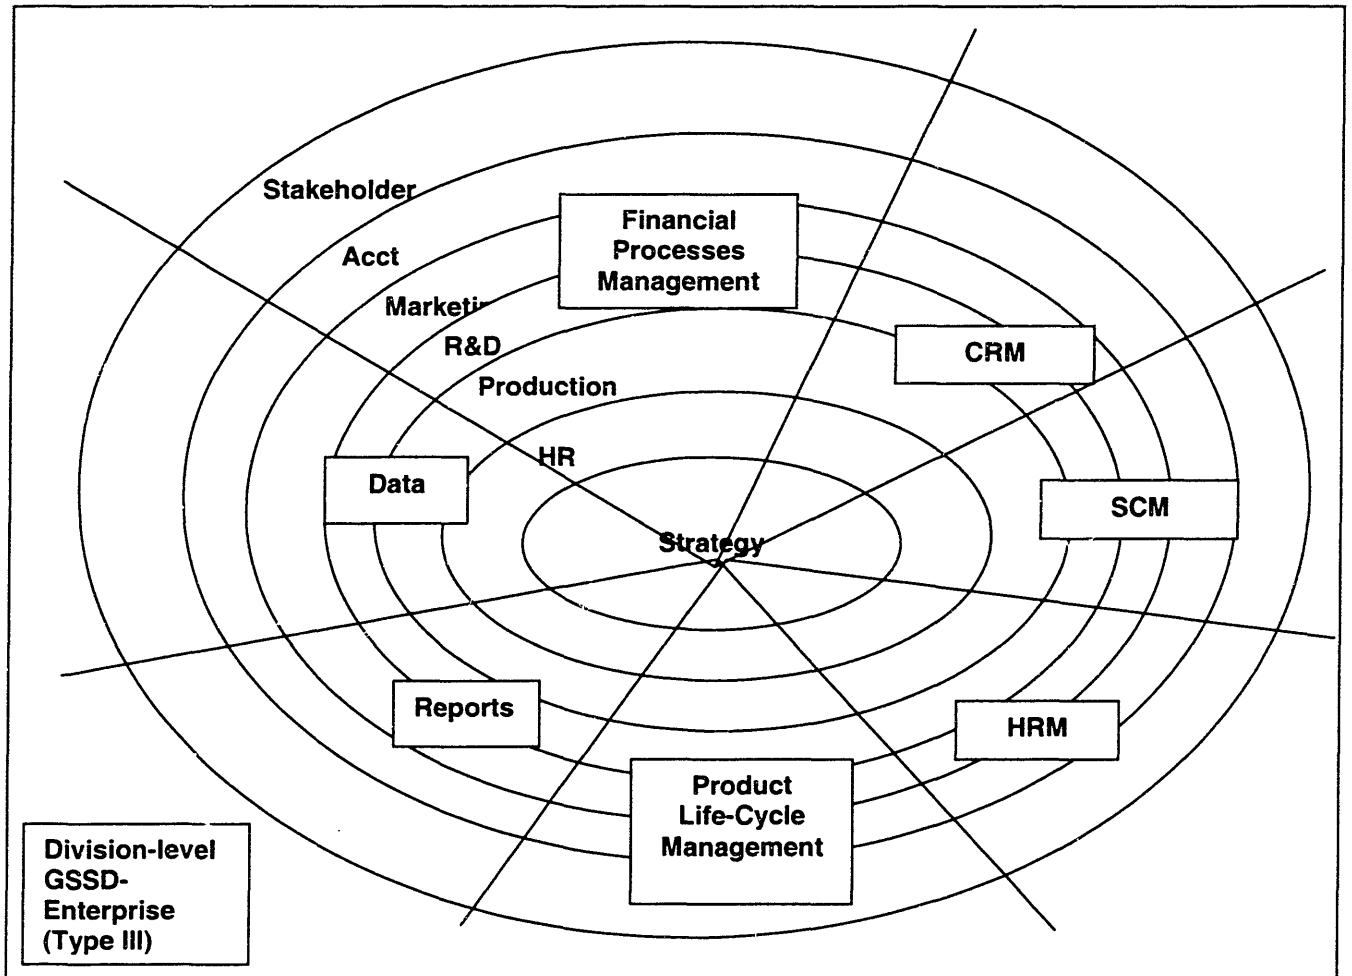 Stakeholder
Financial
Processes
Management
Acct
Marketin
R&D
CRM
Production
HR
Data
SCM
Strategy
Reports
HRM
Product
Life-Cycle
Management
Division-level
GSSD-
Enterprise
(Type III)